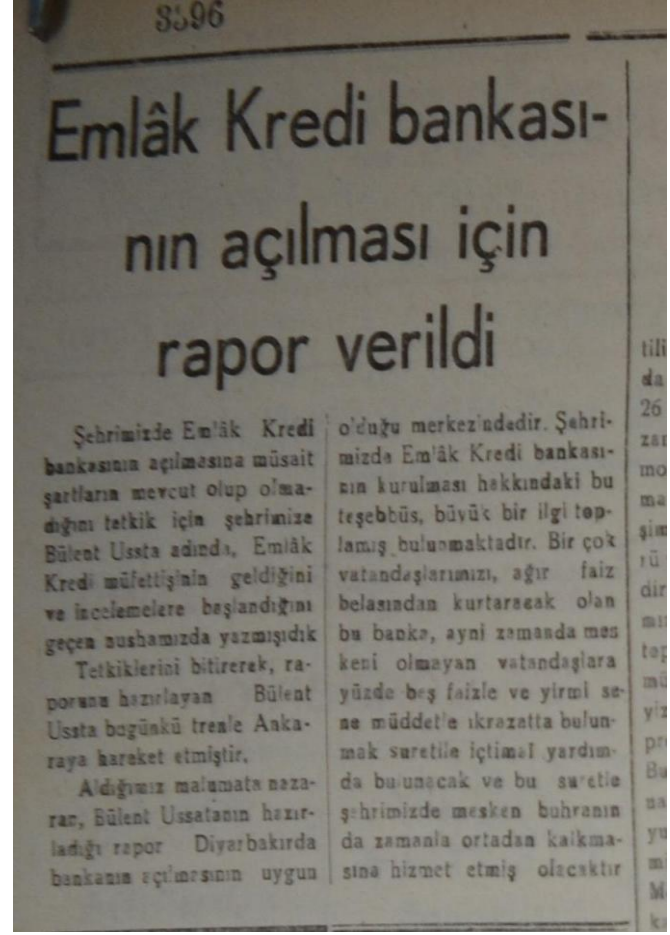 Emlâk Kredi bankası-
nın açılması için
rapor verildi
Şehrimizde Emlâk Kredi
bankasının açılmasına müsait
şartların mevcut olup olma-
dığını tetkik için şehrimize
Bülent Ussta adında, Emlâk
Kredi müfettişinin geldiğini
ve incelemelere başlandığını
geçen nushamızda yazmışıdık
Tetkiklerini bitirerek, ra-
porunu hazırlayan Bülent
Ussta bugünkü trenle Anka-
raya hareket etmiştir.
Aldığımız malumata naza-
ran, Bülent Usstanın hazır-
ladığı rapor Diyarbakırda
bankanın açılmasının uygun
olduğu merkezindedir. Şehri-
mizde Emlâk Kredi bankası-
nın kurulması hakkındaki bu
teşebbüs, büyük bir ilgi top-
lamış bulunmaktadır. Bir çok
vatandaşlarımızı, ağır faiz
belasından kurtaracak olan
bu banka, ayni zamanda mes
keni olmayan vatandaşlara
yüzde beş faizle ve yirmi se-
ne müddetle ikrazatta bulun-
mak suretile içtimaî yardım-
da bulunacak ve bu suretle
şehrimizde mesken buhranın
da zamanla ortadan kalkma-
sına hizmet etmiş olacaktır
tili
da
26